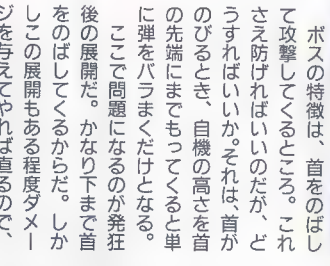 ボスの特徴は、首をのばし
て攻撃してくるところ。これ
さえ防げればいいのだが、ど
うすればいいか。それは、首が
のびるとき、自機の高さを首
の先端にまでもってくると単
に弾をバラまくだけとなる。
　ここで問題になるのが発狂
後の展開だ。かなり下まで首
をのばしてくるからだ。しか
しこの展開もある程度ダメー
ジを与えてやれば直るので、